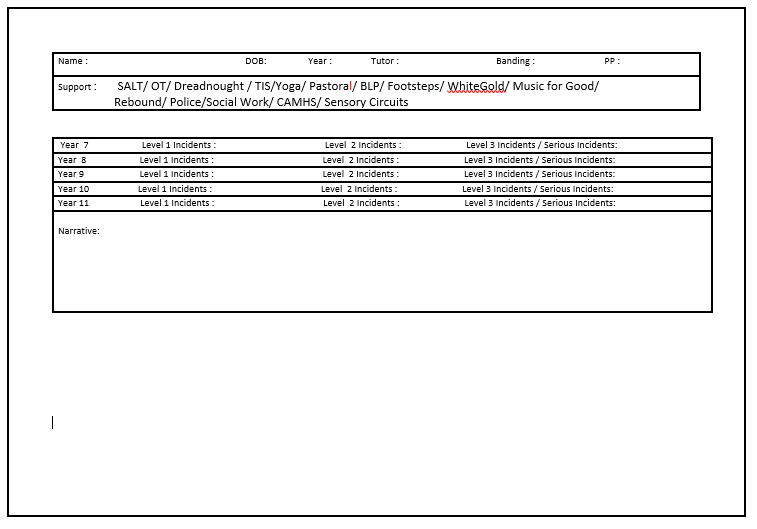 Name : DOB: Year : Tutor : Banding : PP :
Support : SALT/ OT/ Dreadnought / TIS/Yoga/ Pastoral/ BLP/ Footsteps/ WhiteGold/ Music for Good/
Rebound/ Police/Social Work/ CAMHS/ Sensory Circuits
Year 7 Level 1 Incidents : Level 2 Incidents : Level 3 Incidents / Serious Incidents:
Year 8 Level 1 Incidents : Level 2 Incidents : Level 3 Incidents / Serious Incidents:
Year 9 Level 1 Incidents : Level 2 Incidents : Level 3 Incidents / Serious Incidents:
Year 10 Level 1 Incidents : Level 2 Incidents : Level 3 Incidents / Serious Incidents:
Year 11 Level 1 Incidents : Level 2 Incidents : Level 3 Incidents / Serious Incidents:
Narrative: